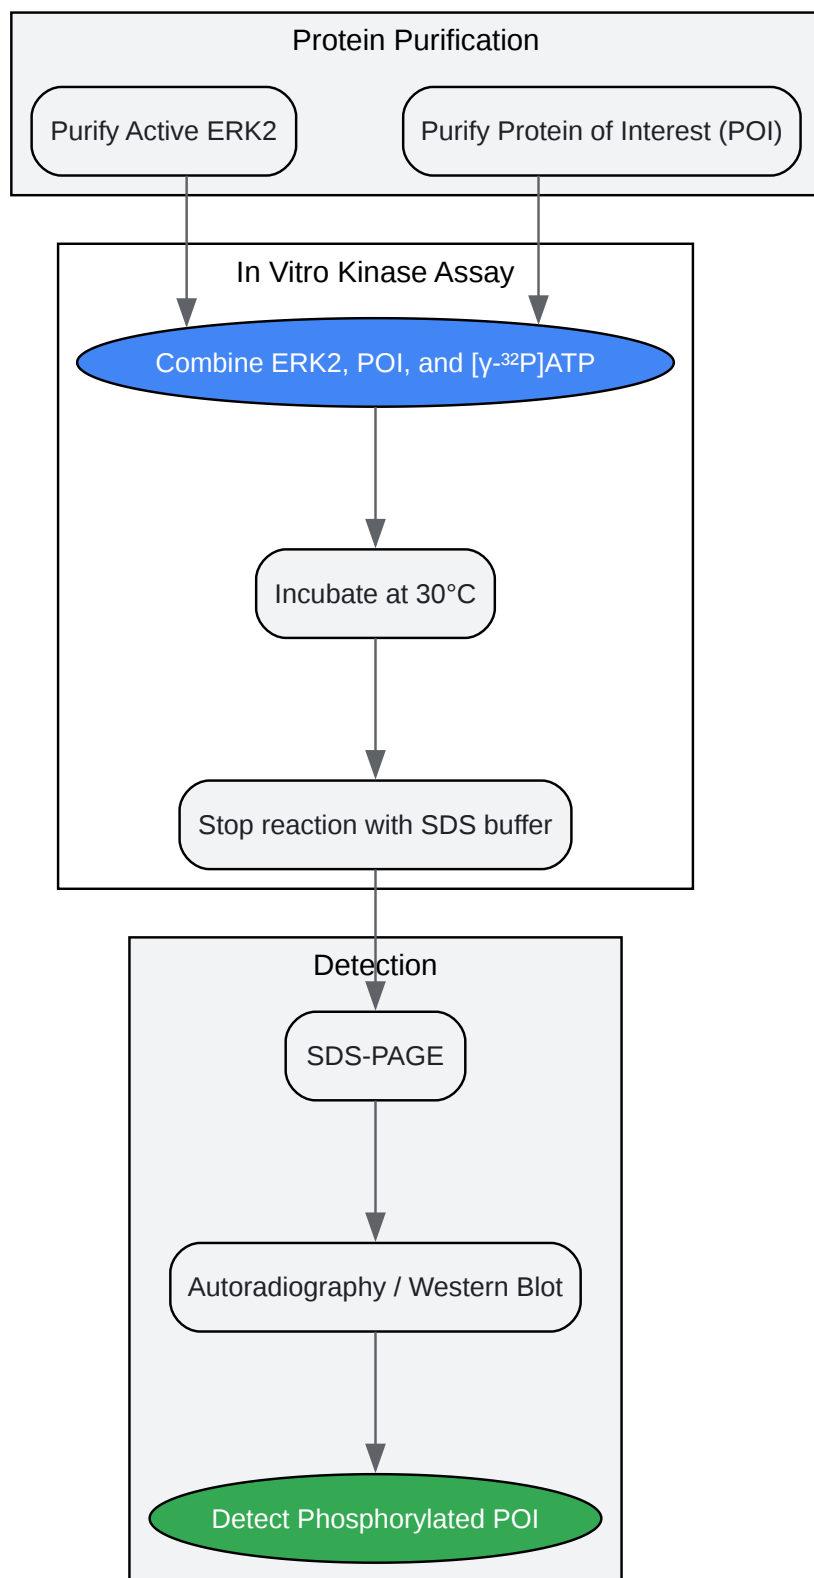 Protein Purification
Purify Active ERK2
Purify Protein of Interest (POI)
In Vitro Kinase Assay
Combine ERK2, POI, and [γ-³²P]ATP
Incubate at 30°C
Stop reaction with SDS buffer
Detection
SDS-PAGE
Autoradiography / Western Blot
Detect Phosphorylated POI